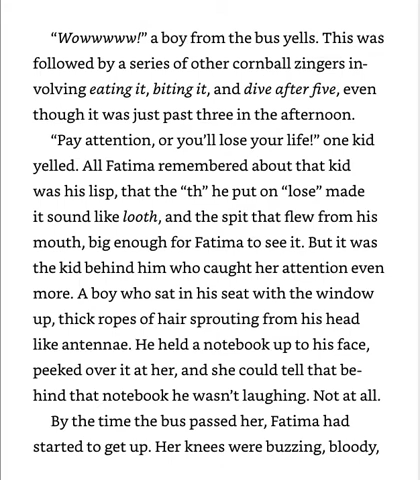 “Wowwwww!” a boy from the bus yells. This was
followed by a series of other cornball zingers in-
volving eating it, biting it, and dive after five, even
though it was just past three in the afternoon.
“Pay attention, or you’ll lose your life!” one kid
yelled. All Fatima remembered about that kid
was his lisp, that the “th” he put on “lose” made
it sound like looth, and the spit that flew from his
mouth, big enough for Fatima to see it. But it was
the kid behind him who caught her attention even
more. A boy who sat in his seat with the window
up, thick ropes of hair sprouting from his head
like antennae. He held a notebook up to his face,
peeked over it at her, and she could tell that be-
hind that notebook he wasn’t laughing. Not at all.
By the time the bus passed her, Fatima had
started to get up. Her knees were buzzing, bloody,